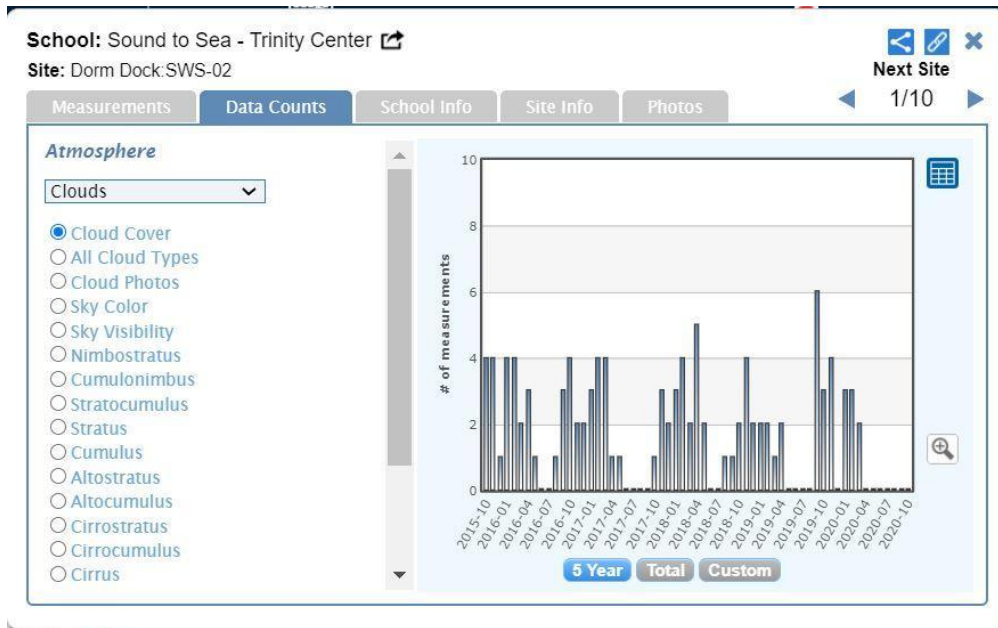 School: Sound to Sea - Trinity Center
Site: Dorm Dock:SWS-02
Next Site
1/10
Measurements
Data Counts
School Info
Site Info
Photos
Atmosphere
Clouds
Cloud Cover
All Cloud Types
Cloud Photos
Sky Color
Sky Visibility
Nimbostratus
Cumulonimbus
Stratocumulus
Stratus
Cumulus
Altostratus
Altocumulus
Cirrostratus
Cirrocumulus
Cirrus
# of measurements
10
8
6
4
2
0
2015-10
2016-01
2016-04
2016-07
2016-10
2017-01
2017-04
2017-07
2017-10
2018-01
2018-04
2018-07
2018-10
2019-01
2019-04
2019-07
2019-10
2020-01
2020-04
2020-07
2020-10
5 Year
Total
Custom